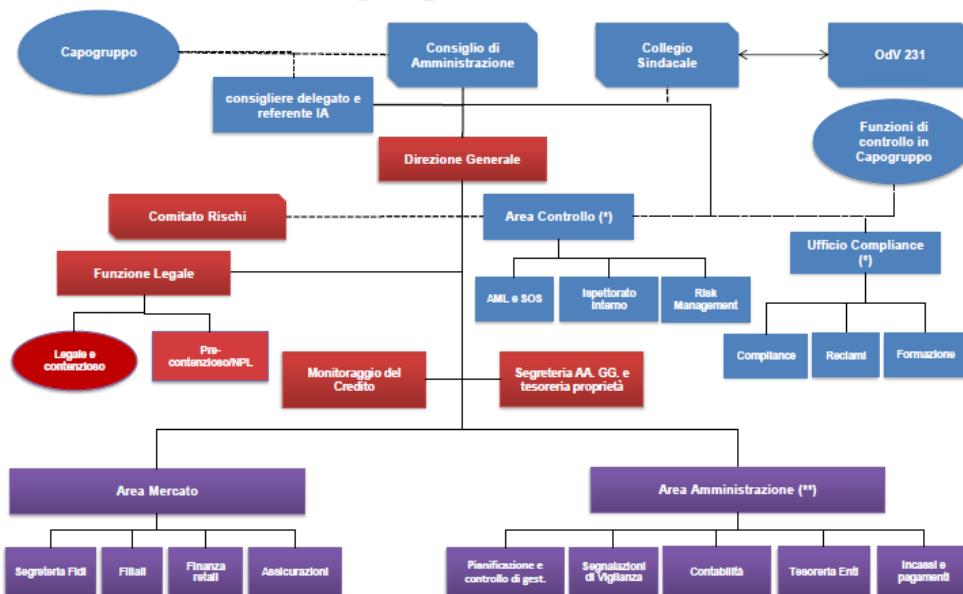 Capogruppo
Consiglio di
Amministrazione
Collegio
Sindacale
OdV 231
consigliere delegato e
referente IA
Funzioni di
controllo in
Capogruppo
Direzione Generale
Comitato Rischi
Area Controllo (*)
Ufficio Compliance
(*)
Funzione Legale
AML e SOS
Ispettorato
Interno
Risk
Management
Legale e
contenzioso
Pre-
contenzioso/NPL
Compliance
Reclami
Formazione
Monitoraggio del
Credito
Segreteria AA. GG. e
tesoreria proprietà
Area Mercato
Area Amministrazione (**)
Segreteria Fidi
Filiali
Finanza
retail
Assicurazioni
Pianificazione e
controllo di gest.
Segnalazioni
di Vigilanza
Contabilità
Tesoreria Enti
Incassi e
pagamenti